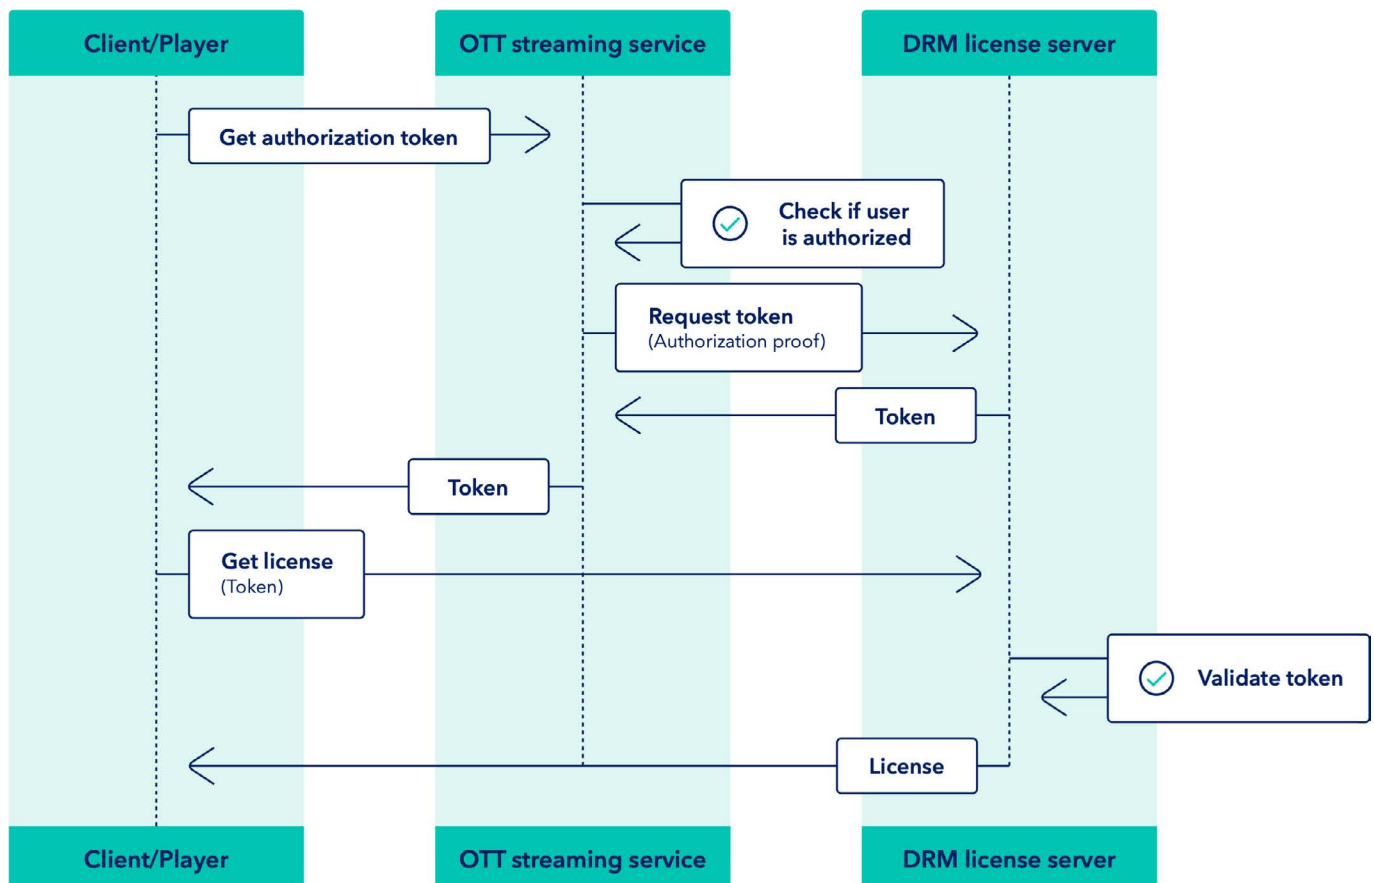 Client/Player
OTT streaming service
DRM license server
Get authorization token
Check if user
is authorized
Request token
(Authorization proof)
Token
Token
Get license
(Token)
Validate token
License
Client/Player
OTT streaming service
DRM license server